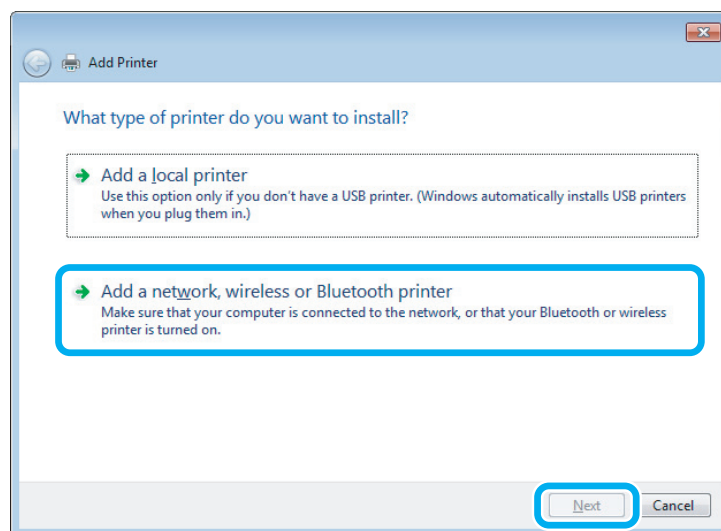 Add Printer
What type of printer do you want to install?
Add a local printer
Use this option only if you don't have a USB printer. (Windows automatically installs USB printers
when you plug them in.)
Add a network, wireless or Bluetooth printer
Make sure that your computer is connected to the network, or that your Bluetooth or wireless
printer is turned on.
Next Cancel